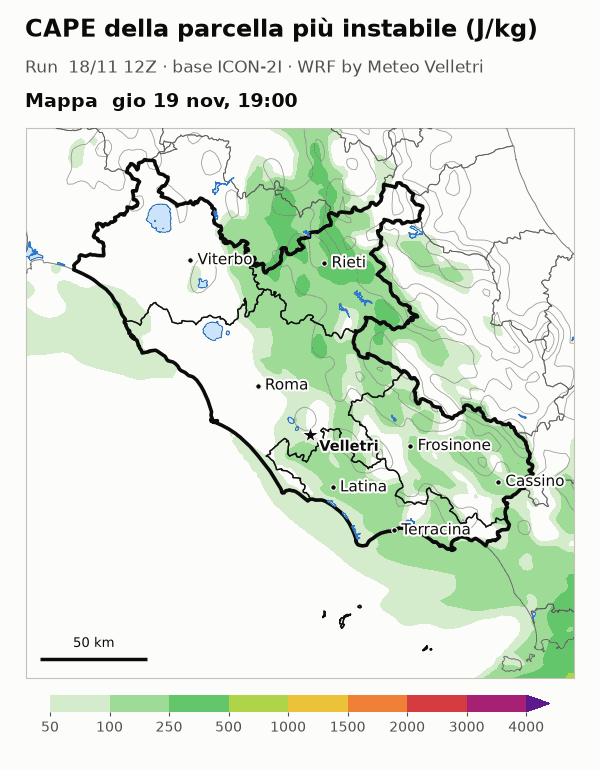 CAPE della parcella più instabile (J/kg)
Run  18/11 12Z · base ICON-2I · WRF by Meteo Velletri
Mappa  gio 19 nov, 19:00
Viterbo
Rieti
Roma
Velletri
Frosinone
Latina
Cassino
Terracina
50 km
50 100 250 500 1000 1500 2000 3000 4000